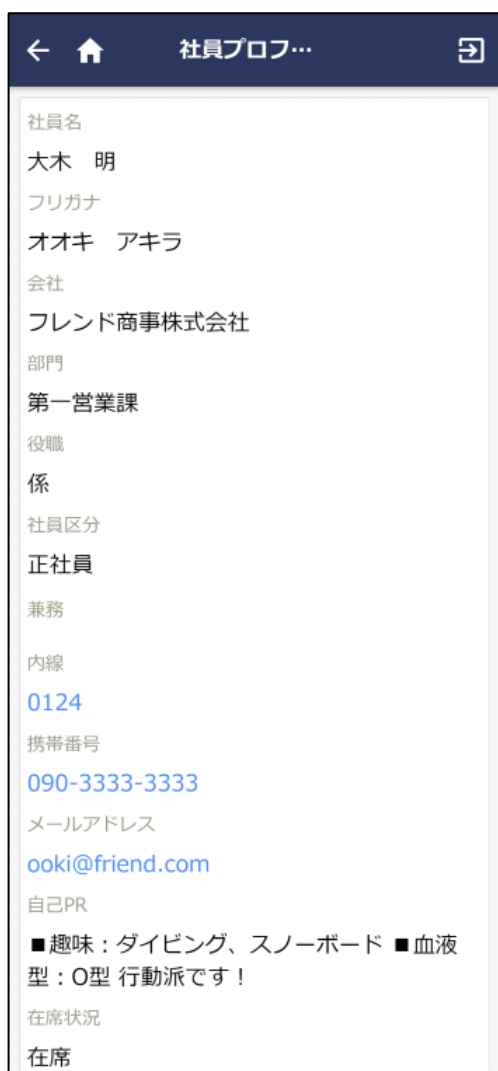 社員プロフ…
社員名
大木　明
フリガナ
オオキ　アキラ
会社
フレンド商事株式会社
部門
第一営業課
役職
係
社員区分
正社員
兼務
内線
0124
携帯番号
090-3333-3333
メールアドレス
ooki@friend.com
自己PR
■趣味：ダイビング、スノーボード ■血液
型：O型 行動派です！
在席状況
在席